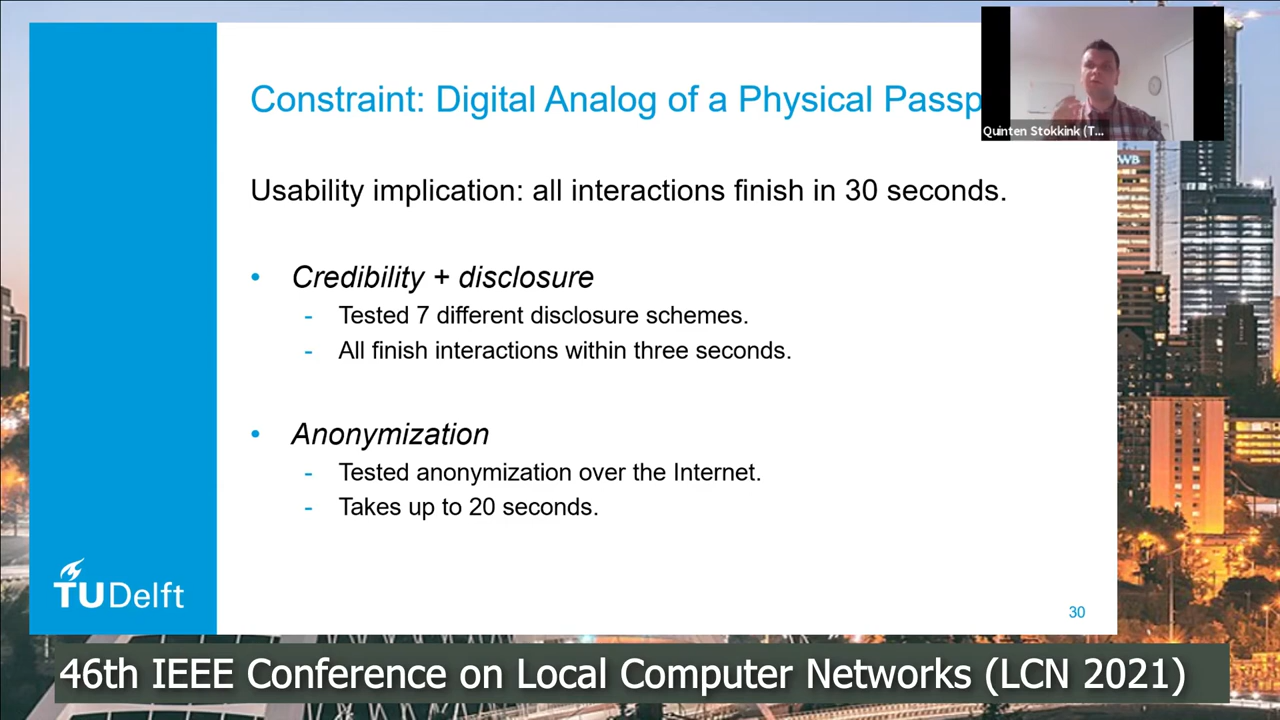 Constraint: Digital Analog of a Physical Passp
Quinten Stokkink (T...
WB
Usability implication: all interactions finish in 30 seconds.
• Credibility + disclosure
- Tested 7 different disclosure schemes.
- All finish interactions within three seconds.
• Anonymization
- Tested anonymization over the Internet.
- Takes up to 20 seconds.
TUDelft
30
46th IEEE Conference on Local Computer Networks (LCN 2021)